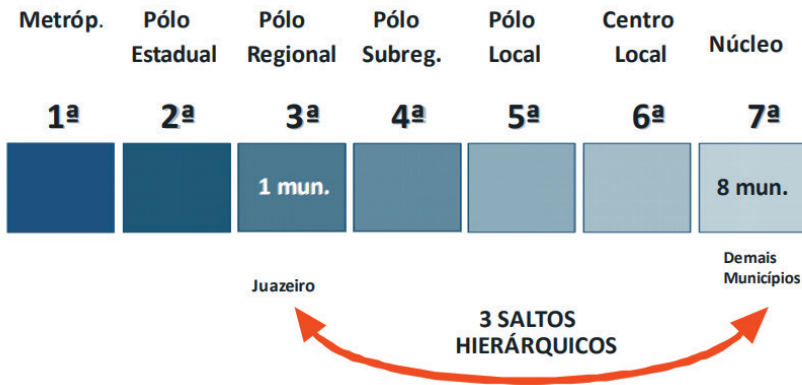 Metróp.
Pólo
Estadual
Pólo
Regional
Pólo
Subreg.
Pólo
Local
Centro
Local
Núcleo
1ª
2ª
3ª
4ª
5ª
6ª
7ª
1 mun.
8 mun.
Juazeiro
Demais
Municípios
3 SALTOS
HIERÁRQUICOS